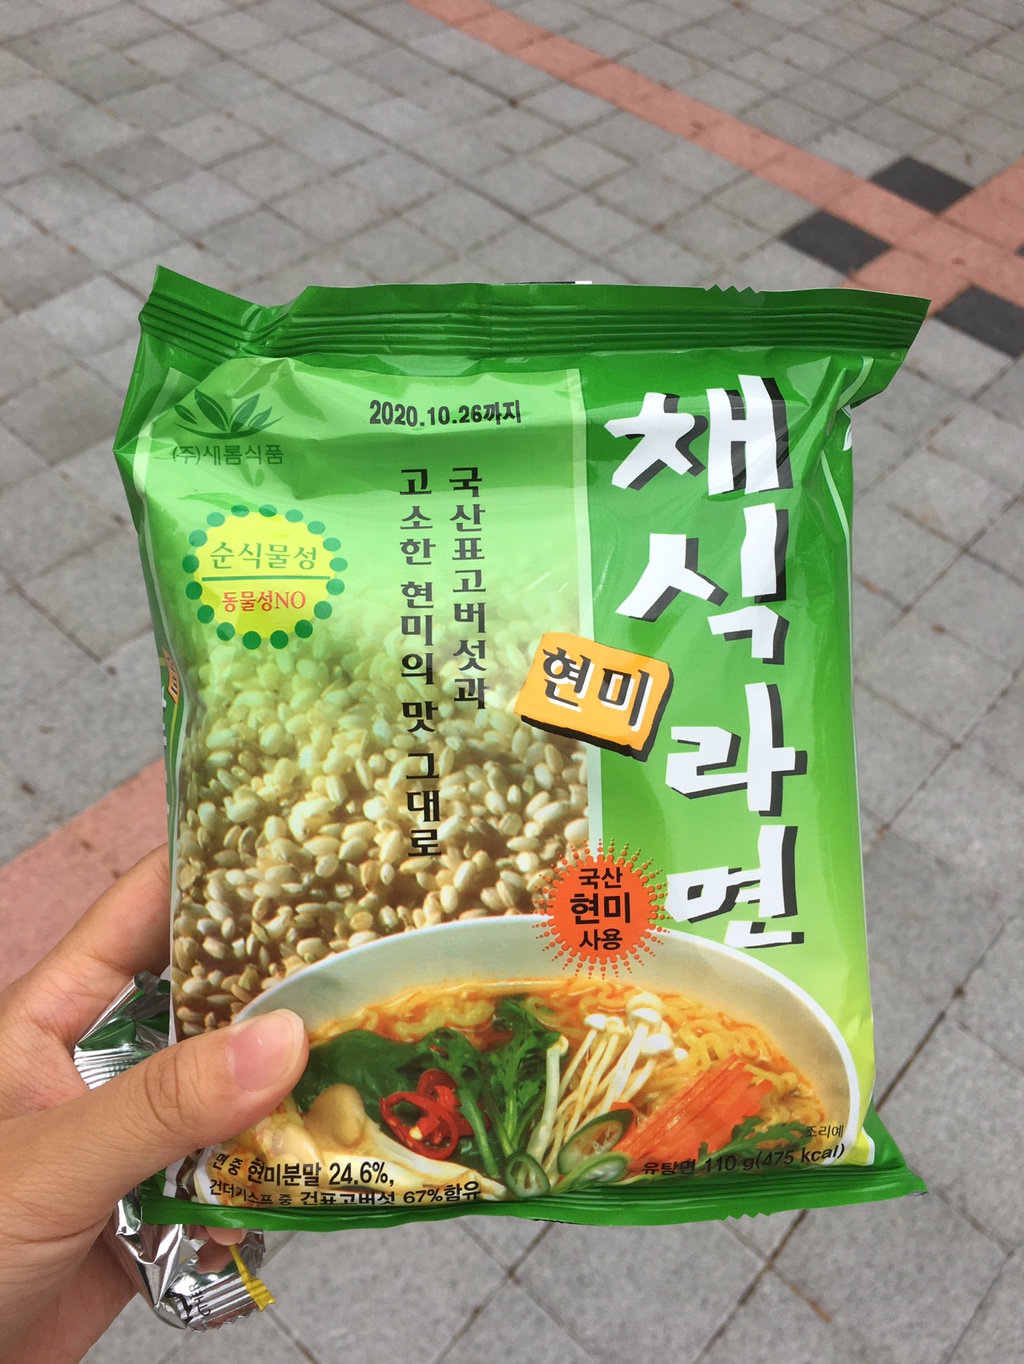 2020.10.26까지
(주)새롬식품
순식물성
동물성NO
국산표고버섯과
고소한 현미의 맛 그대로
채식라면
현미
국산
현미
사용
조리예
유탕면 110 g(475 kcal)
면 중 현미분말 24.6%,
건더기스프 중 건표고버섯 67%함유
OTHER